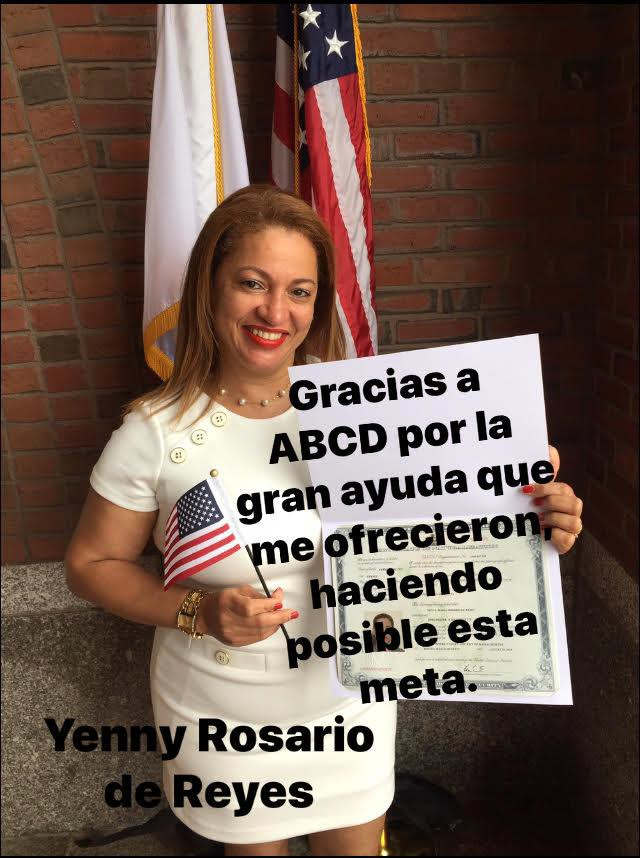 Gracias a
ABCD por la
gran ayuda que
me ofrecieron,
haciendo
posible esta
meta.
Yenny Rosario
de Reyes